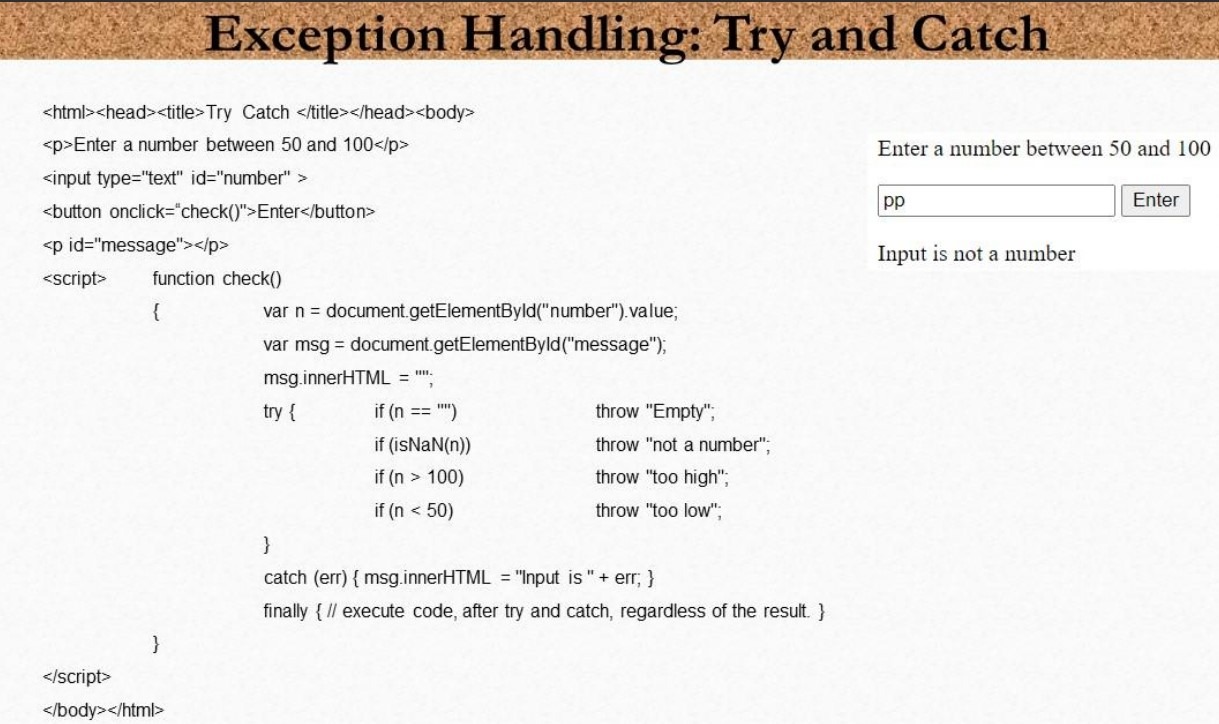 Exception Handling: Try and Catch
<html><head><title>Try Catch </title></head><body>
<p>Enter a number between 50 and 100</p>
<input type="text" id="number" >
<button onclick=“check()">Enter</button>
<p id="message"></p>
<script> function check()
{ var n = document.getElementById("number").value;
var msg = document.getElementById("message");
msg.innerHTML = "";
try { if (n == "") throw "Empty";
if (isNaN(n)) throw "not a number";
if (n > 100) throw "too high";
if (n < 50) throw "too low";
}
catch (err) { msg.innerHTML = "Input is " + err; }
finally { // execute code, after try and catch, regardless of the result. }
}
</script>
</body></html>
Enter a number between 50 and 100
pp Enter
Input is not a number